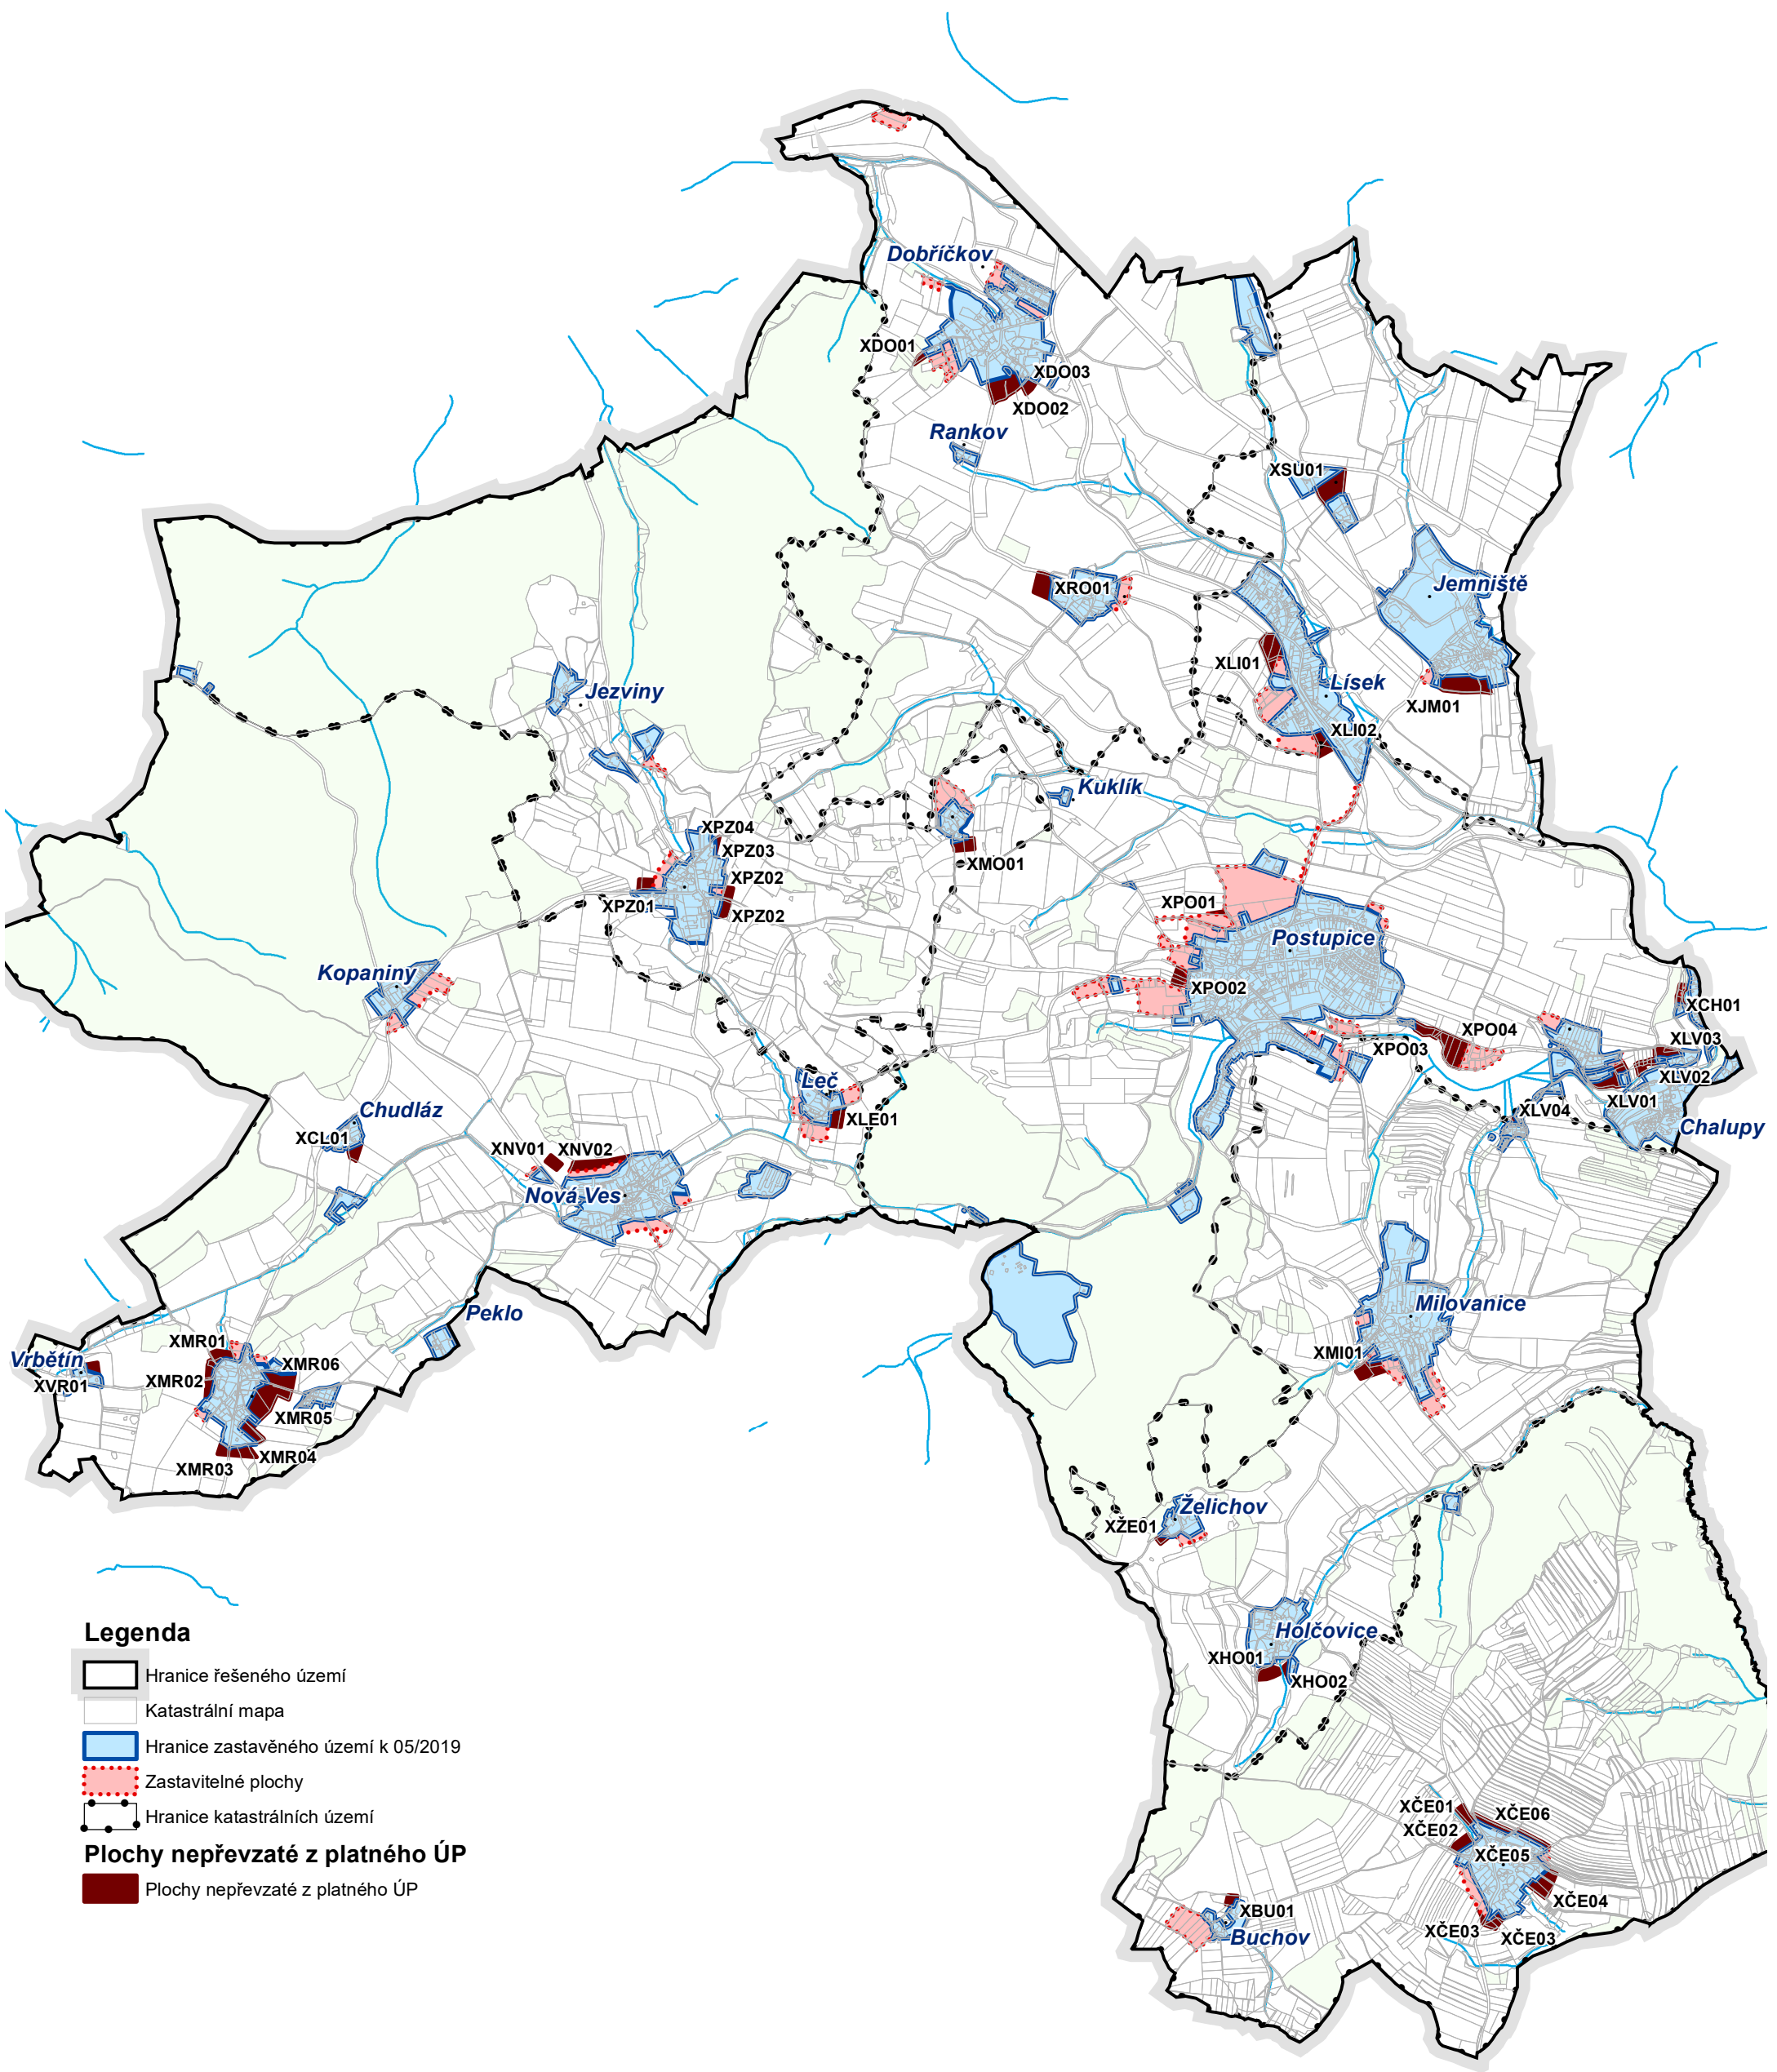 Dobříčkov
XDO01
XDO03
XDO02
Rankov
XSU01
Jemniště
XRO01
XLI01
Lísek
Jezviny
XJM01
XLI02
Kuklík
XPZ04
XPZ03
XMO01
XPZ02
XPZ01
XPZ02
XPO01
Postupice
Kopaniny
XPO02
XCH01
XPO04
XLV03
XPO03
Leč
XLV02
XLV01
XLV04
Chudláz
XLE01
Chalupy
XCL01
XNV01
XNV02
Nová Ves
Milovanice
Peklo
XMR01
Vrbětín
XMR06
XMI01
XVR01
XMR02
XMR05
XMR04
XMR03
Želichov
XŽE01
Holčovice
XHO01
XHO02
Legenda
Hranice řešeného území
Katastrální mapa
Hranice zastavěného území k 05/2019
Zastavitelné plochy
Hranice katastrálních území
Plochy nepřevzaté z platného ÚP
Plochy nepřevzaté z platného ÚP
XČE01
XČE06
XČE02
XČE05
XČE04
XBU01
XČE03
XČE03
Buchov